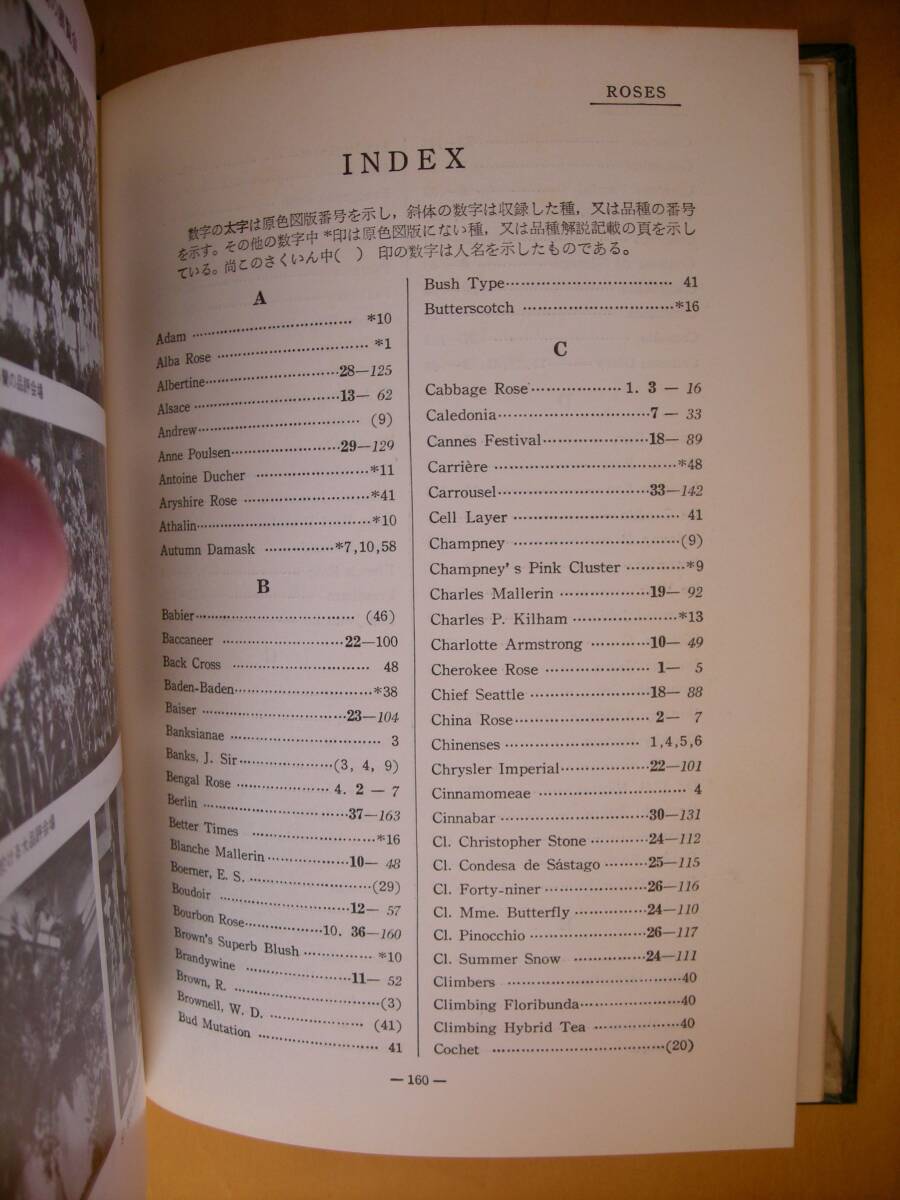 蘭の品評会場
ROSES
INDEX
数字の太字は原色図版番号を示し，斜体の数字は収録した種，又は品種の番号
を示す。その他の数字中 *印は原色図版にない種，又は品種解説記載の頁を示し
ている。尚このさくいん中( ) 印の数字は人名を示したものである。
A
Adam …… *10
Alba Rose …… *1
Albertine …… 28—125
Alsace …… 13— 62
Andrew …… (9)
Anne Poulsen …… 29—129
Antoine Ducher …… *11
Aryshire Rose …… *41
Athalin …… *10
Autumn Damask …… *7,10,58
B
Babier …… (46)
Baccaneer …… 22—100
Back Cross …… 48
Baden-Baden …… *38
Baiser …… 23—104
Banksianae …… 3
Banks, J. Sir …… (3, 4, 9)
Bengal Rose …… 4. 2 — 7
Berlin …… 37—163
Better Times …… *16
Blanche Mallerin …… 10— 48
Boerner, E. S. …… (29)
Boudoir …… 12— 57
Bourbon Rose …… 10. 36—160
Brown's Superb Blush …… *10
Brandywine …… 11— 52
Brown, R. …… (3)
Brownell, W. D. …… (41)
Bud Mutation …… 41
Bush Type …… 41
Butterscotch …… *16
C
Cabbage Rose …… 1. 3 — 16
Caledonia …… 7 — 33
Cannes Festival …… 18— 89
Carrière …… *48
Carrousel …… 33—142
Cell Layer …… 41
Champney …… (9)
Champney's Pink Cluster …… *9
Charles Mallerin …… 19— 92
Charles P. Kilham …… *13
Charlotte Armstrong …… 10— 49
Cherokee Rose …… 1— 5
Chief Seattle …… 18— 88
China Rose …… 2— 7
Chinenses …… 1,4,5,6
Chrysler Imperial …… 22—101
Cinnamomeae …… 4
Cinnabar …… 30—131
Cl. Christopher Stone …… 24—112
Cl. Condesa de Sástago …… 25—115
Cl. Forty-niner …… 26—116
Cl. Mme. Butterfly …… 24—110
Cl. Pinocchio …… 26—117
Cl. Summer Snow …… 24—111
Climbers …… 40
Climbing Floribunda …… 40
Climbing Hybrid Tea …… 40
Cochet …… (20)
— 160 —